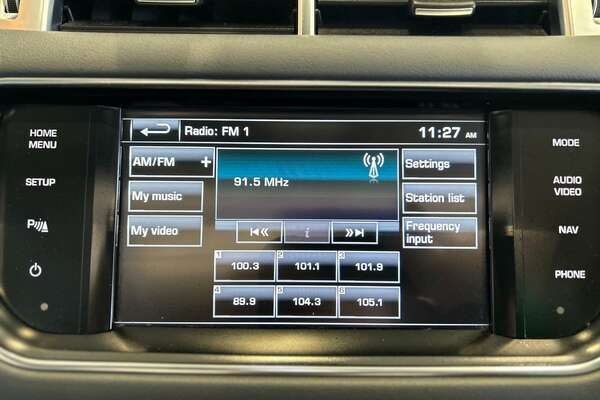 HOME
MENU
SETUP
P
Radio: FM 1
11:27 AM
AM/FM +
My music
My video
91.5 MHz
i
Settings
Station list
Frequency
input
1 100.3
2 101.1
3 101.9
4 89.9
5 104.3
6 105.1
MODE
AUDIO
VIDEO
NAV
PHONE